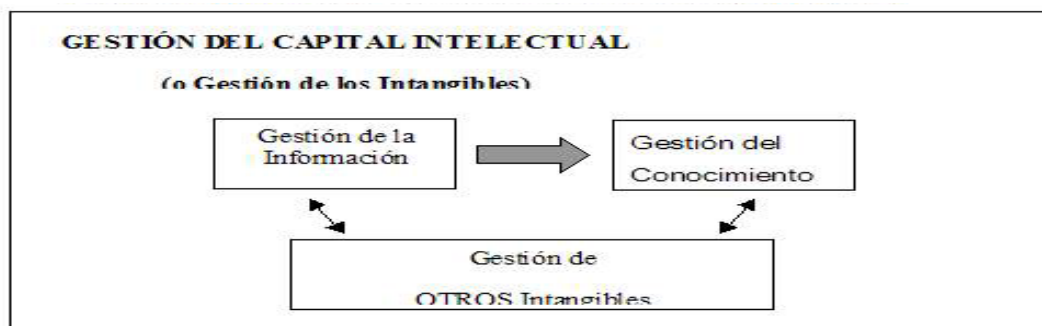 GESTIÓN DEL CAPITAL INTELECTUAL
(o Gestión de los Intangibles)
Gestión de la
Información
Gestión del
Conocimiento
Gestión de
OTROS Intangibles